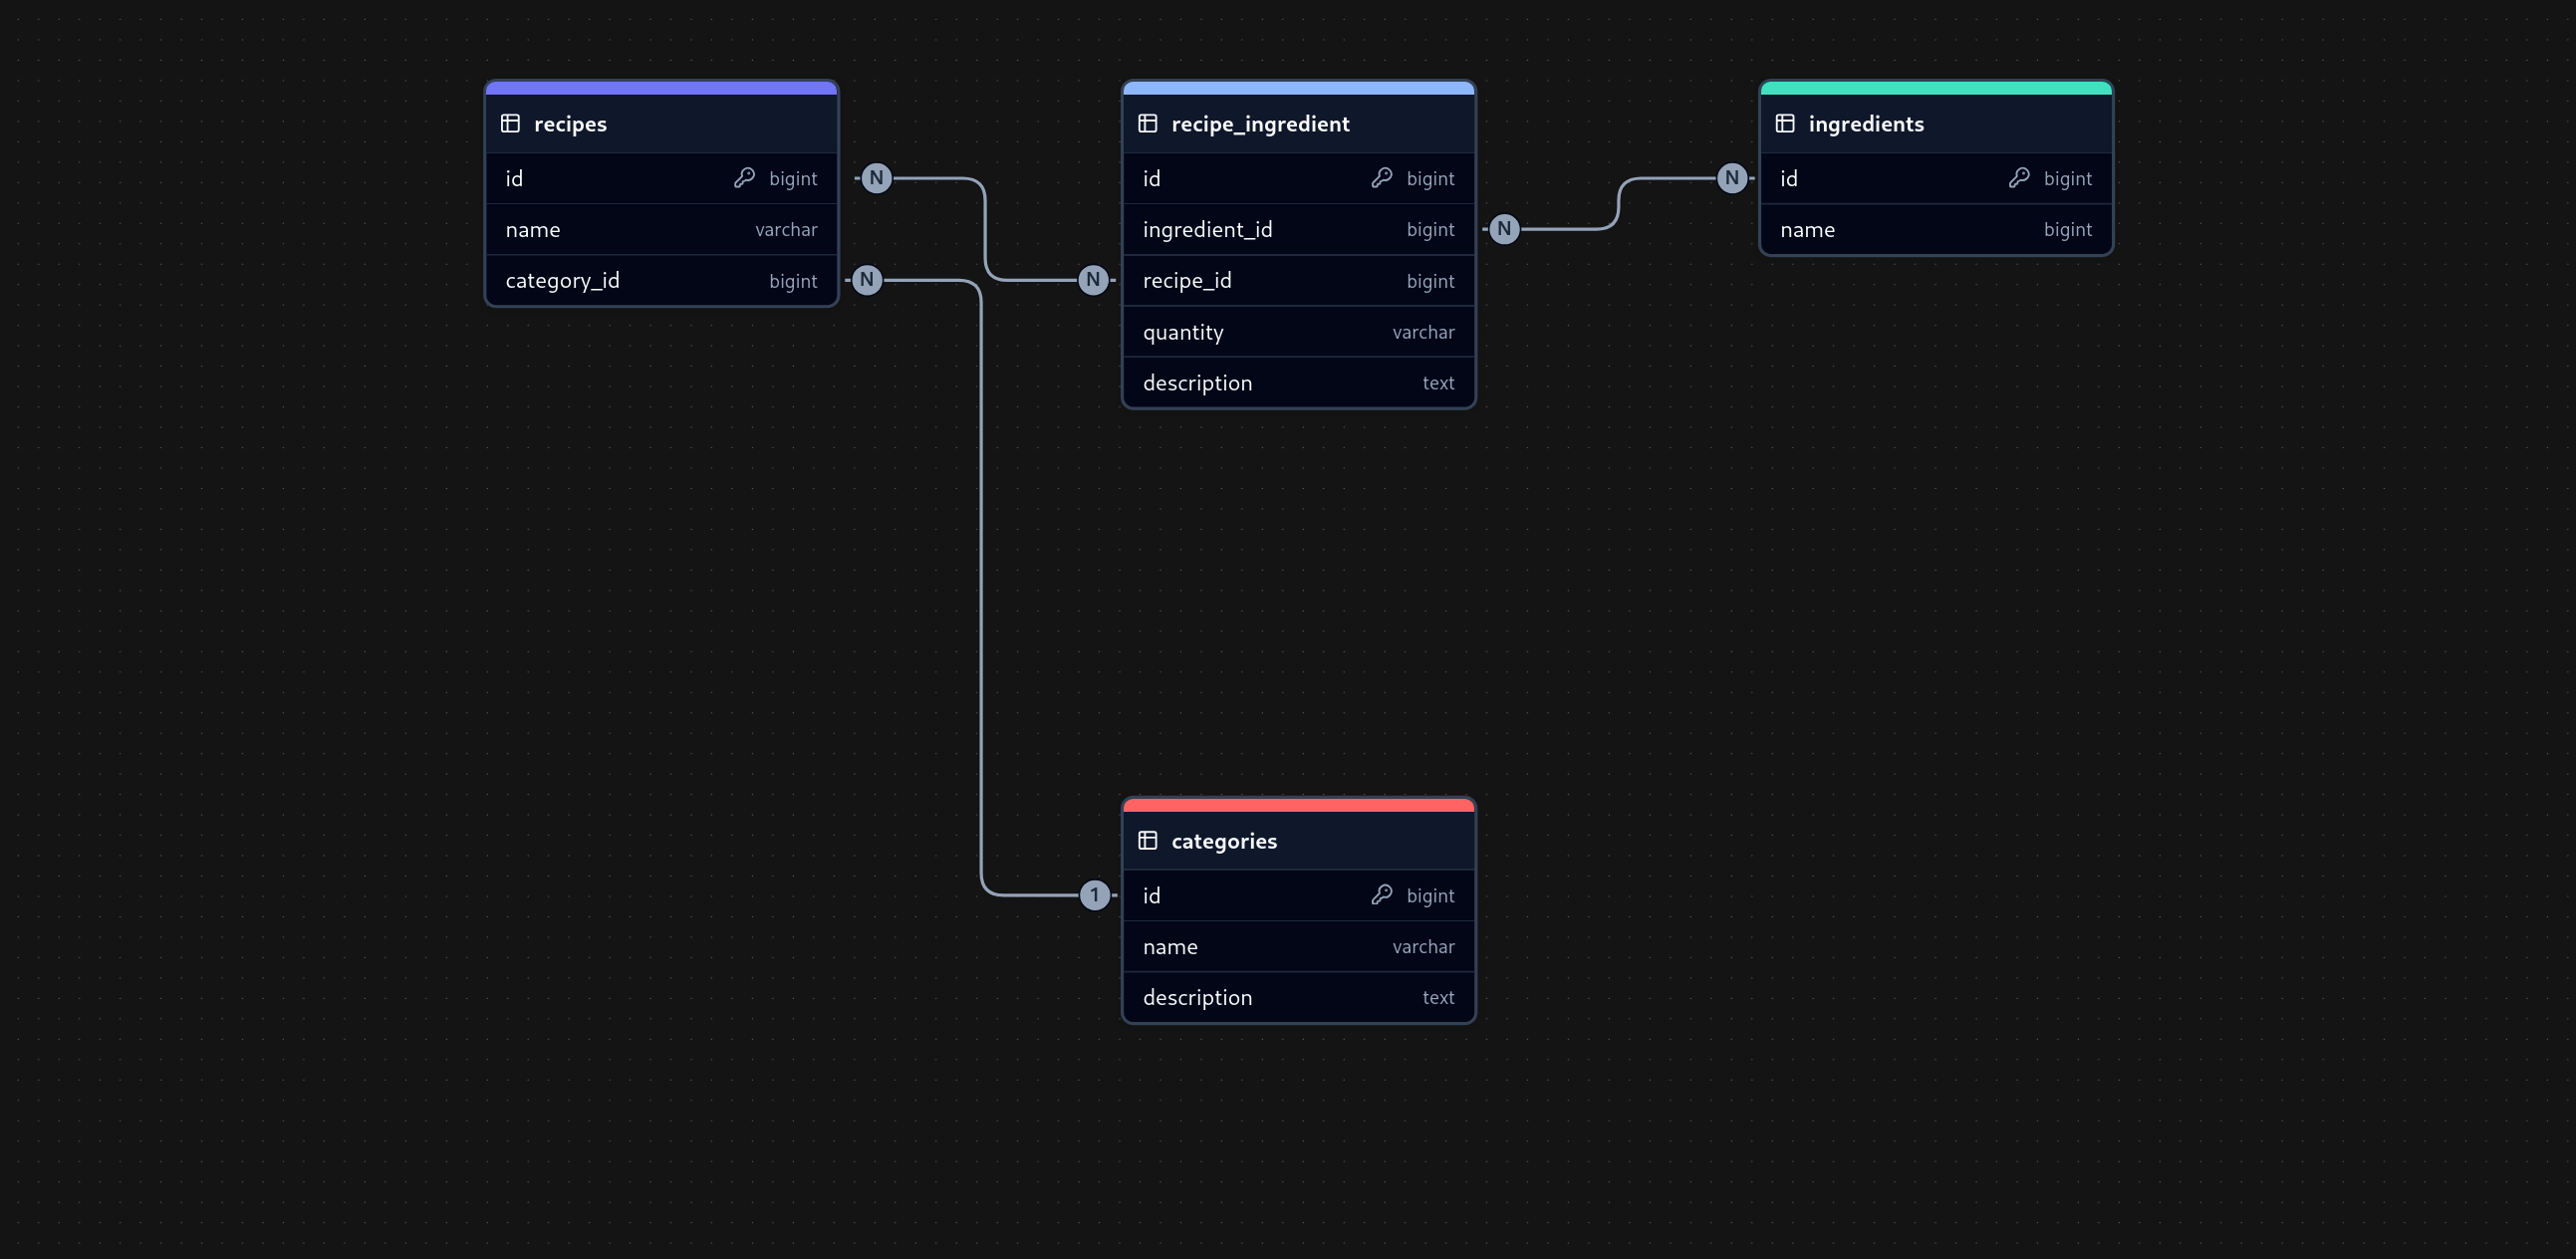 recipes
id bigint
name varchar
category_id bigint
N
N
N
recipe_ingredient
id bigint
ingredient_id bigint
recipe_id bigint
quantity varchar
description text
N
N
ingredients
id bigint
name bigint
1
categories
id bigint
name varchar
description text